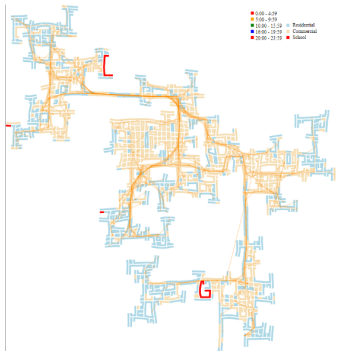 0:00 - 4:59
5:00 - 9:59
10:00 - 15:59 Residential
16:00 - 19:59 Commercial
20:00 - 23:59 School